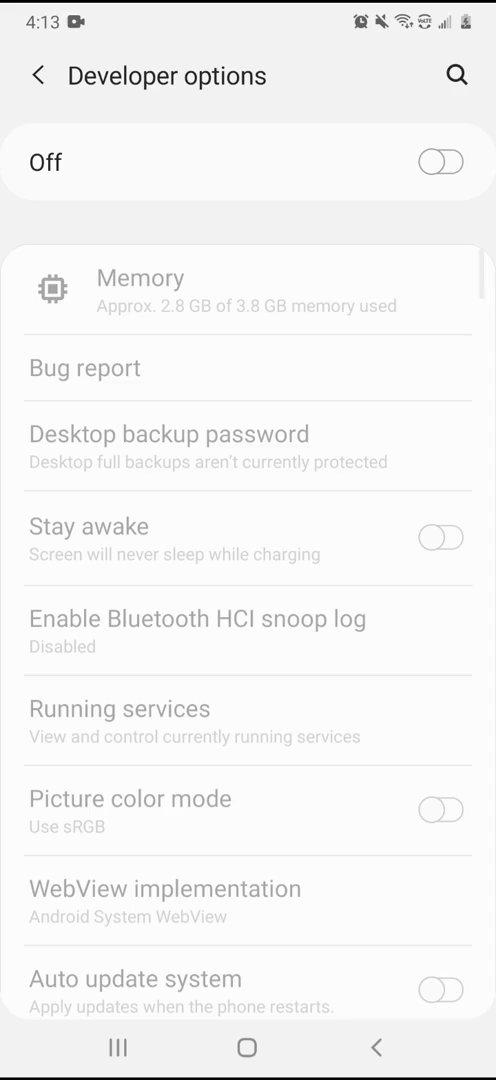 4:13
Developer options
Off
Memory
Approx. 2.8 GB of 3.8 GB memory used
Bug report
Desktop backup password
Desktop full backups aren't currently protected
Stay awake
Screen will never sleep while charging
Enable Bluetooth HCI snoop log
Disabled
Running services
View and control currently running services
Picture color mode
Use sRGB
WebView implementation
Android System WebView
Auto update system
Apply updates when the phone restarts.